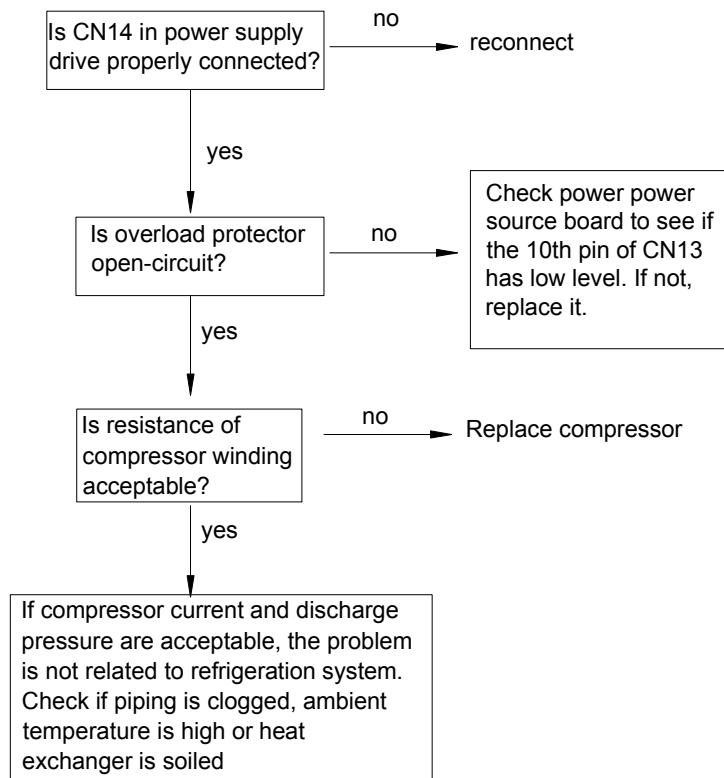 Is CN14 in power supply
drive properly connected?
no
reconnect
yes
Is overload protector
open-circuit?
no
Check power power
source board to see if
the 10th pin of CN13
has low level. If not,
replace it.
yes
Is resistance of
compressor winding
acceptable?
no
Replace compressor
yes
If compressor current and discharge
pressure are acceptable, the problem
is not related to refrigeration system.
Check if piping is clogged, ambient
temperature is high or heat
exchanger is soiled